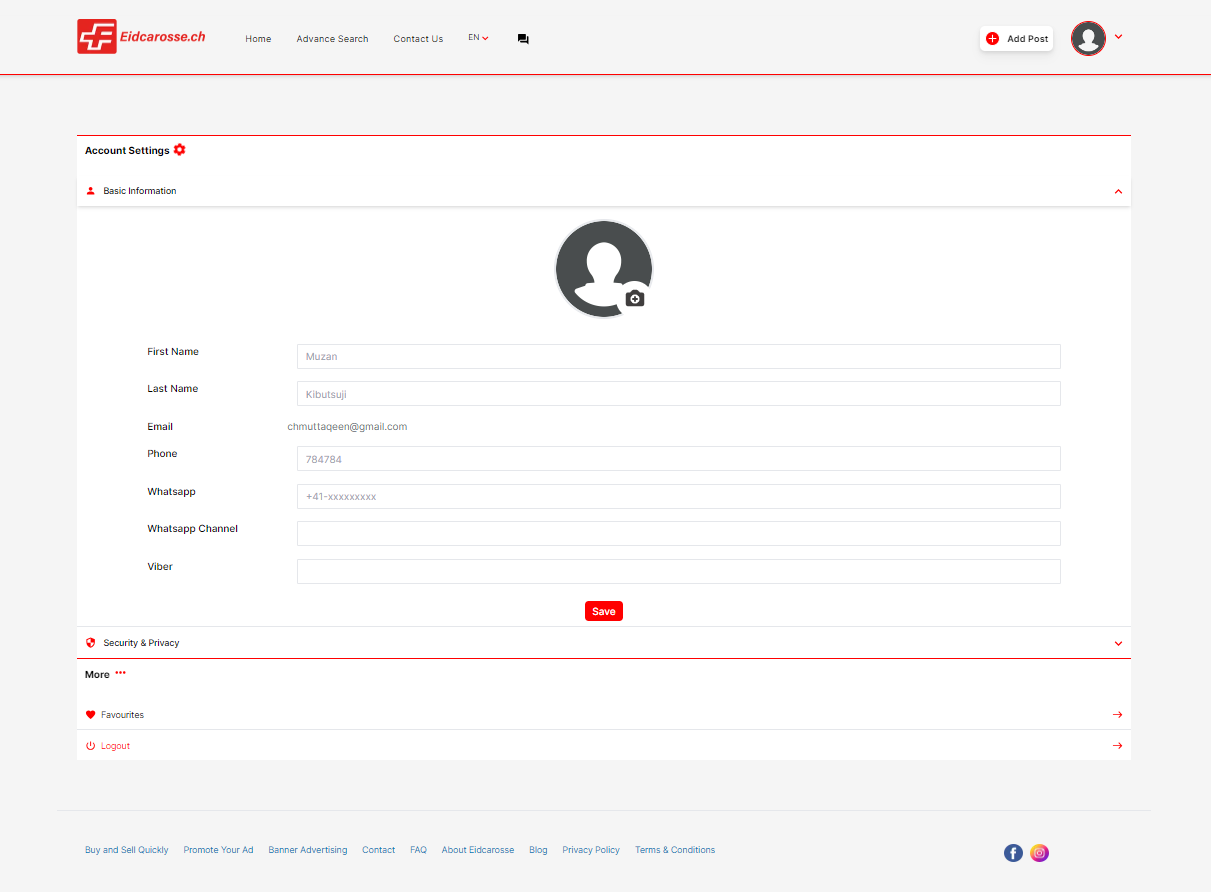 Eidcarosse.ch
Home Advance Search Contact Us EN Add Post
Account Settings
Basic Information
First Name Muzan
Last Name Kibutsuji
Email chmuttaqeen@gmail.com
Phone 784784
Whatsapp +41-xxxxxxxxx
Whatsapp Channel
Viber
Save
Security & Privacy
More
Favourites
Logout
Buy and Sell Quickly Promote Your Ad Banner Advertising Contact FAQ About Eidcarosse Blog Privacy Policy Terms & Conditions